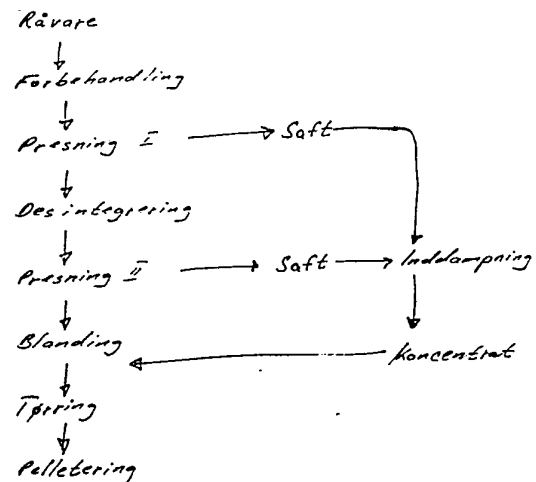 Råvare
Forbehandling
Presning I Saft
Desintegrering
Presning II Saft Inddampning
Blanding Koncentrat
Tørring
Pelletering